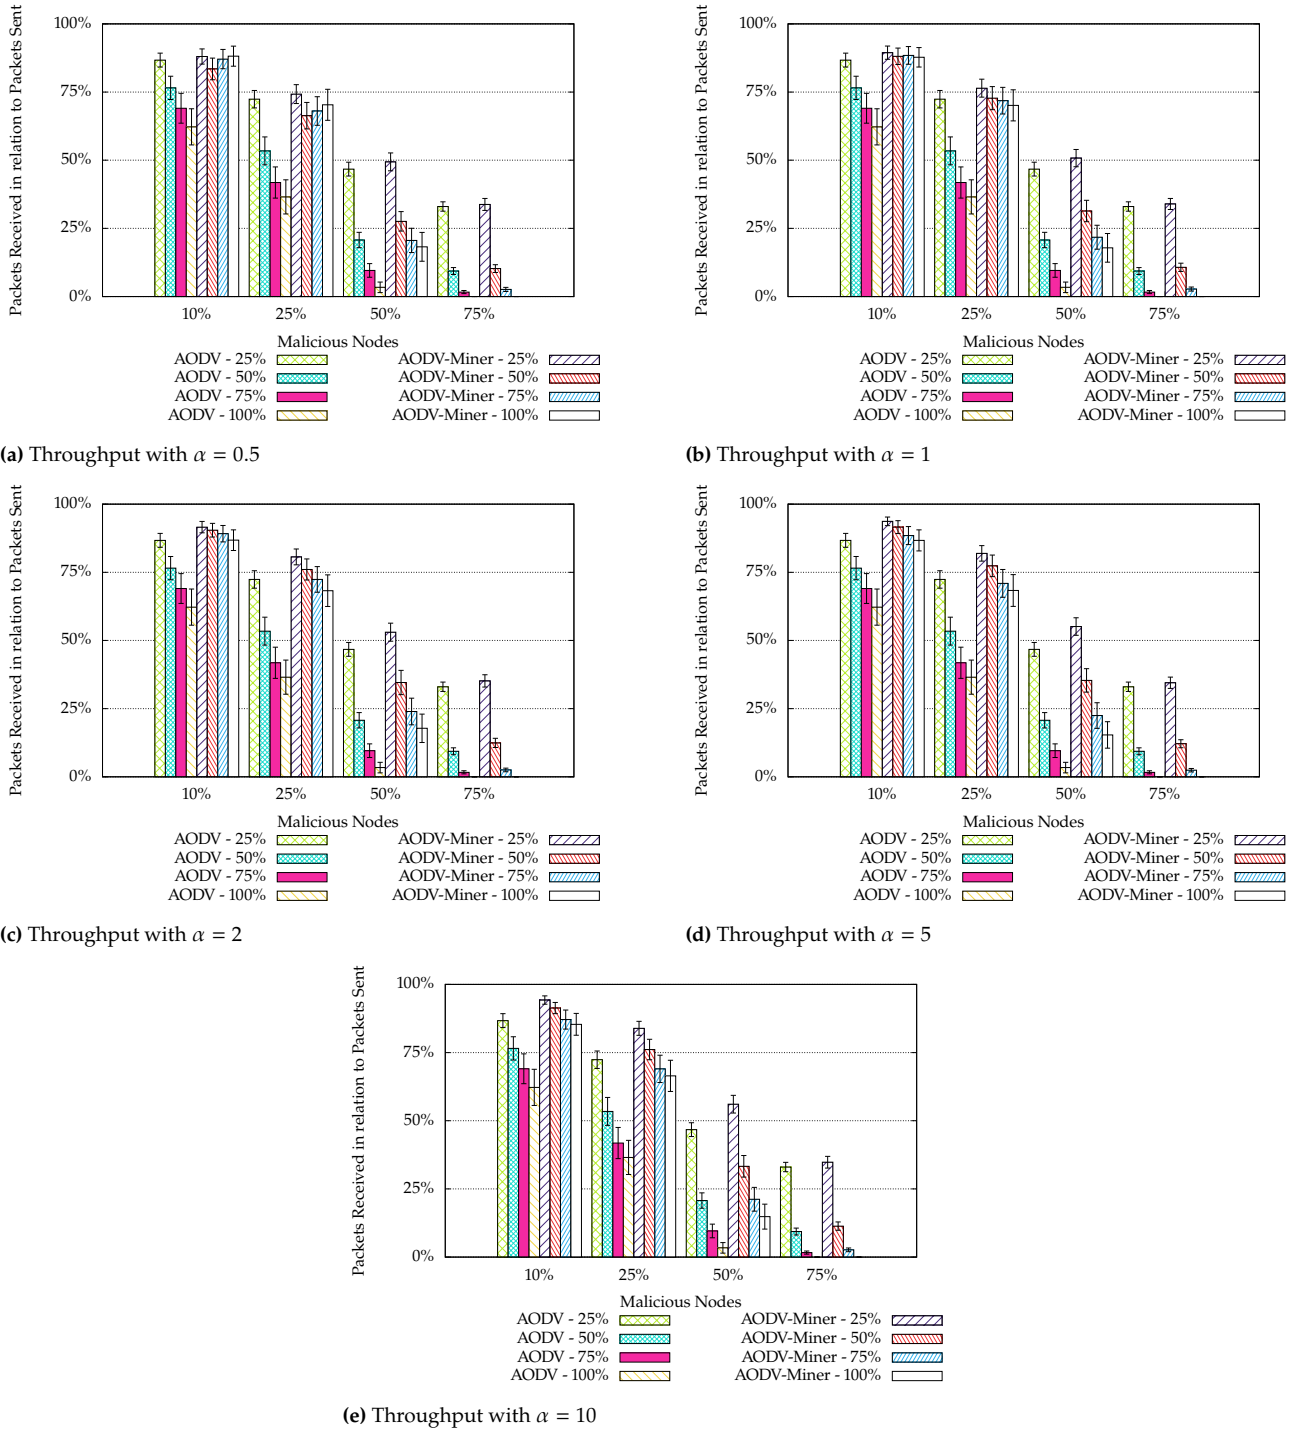 Packets Received in relation to Packets Sent
100%
75%
50%
25%
0%
10% 25% 50% 75%
Malicious Nodes
AODV - 25% AODV-Miner - 25%
AODV - 50% AODV-Miner - 50%
AODV - 75% AODV-Miner - 75%
AODV - 100% AODV-Miner - 100%
(a) Throughput with α = 0.5
Packets Received in relation to Packets Sent
100%
75%
50%
25%
0%
10% 25% 50% 75%
Malicious Nodes
AODV - 25% AODV-Miner - 25%
AODV - 50% AODV-Miner - 50%
AODV - 75% AODV-Miner - 75%
AODV - 100% AODV-Miner - 100%
(b) Throughput with α = 1
Packets Received in relation to Packets Sent
100%
75%
50%
25%
0%
10% 25% 50% 75%
Malicious Nodes
AODV - 25% AODV-Miner - 25%
AODV - 50% AODV-Miner - 50%
AODV - 75% AODV-Miner - 75%
AODV - 100% AODV-Miner - 100%
(c) Throughput with α = 2
Packets Received in relation to Packets Sent
100%
75%
50%
25%
0%
10% 25% 50% 75%
Malicious Nodes
AODV - 25% AODV-Miner - 25%
AODV - 50% AODV-Miner - 50%
AODV - 75% AODV-Miner - 75%
AODV - 100% AODV-Miner - 100%
(d) Throughput with α = 5
Packets Received in relation to Packets Sent
100%
75%
50%
25%
0%
10% 25% 50% 75%
Malicious Nodes
AODV - 25% AODV-Miner - 25%
AODV - 50% AODV-Miner - 50%
AODV - 75% AODV-Miner - 75%
AODV - 100% AODV-Miner - 100%
(e) Throughput with α = 10